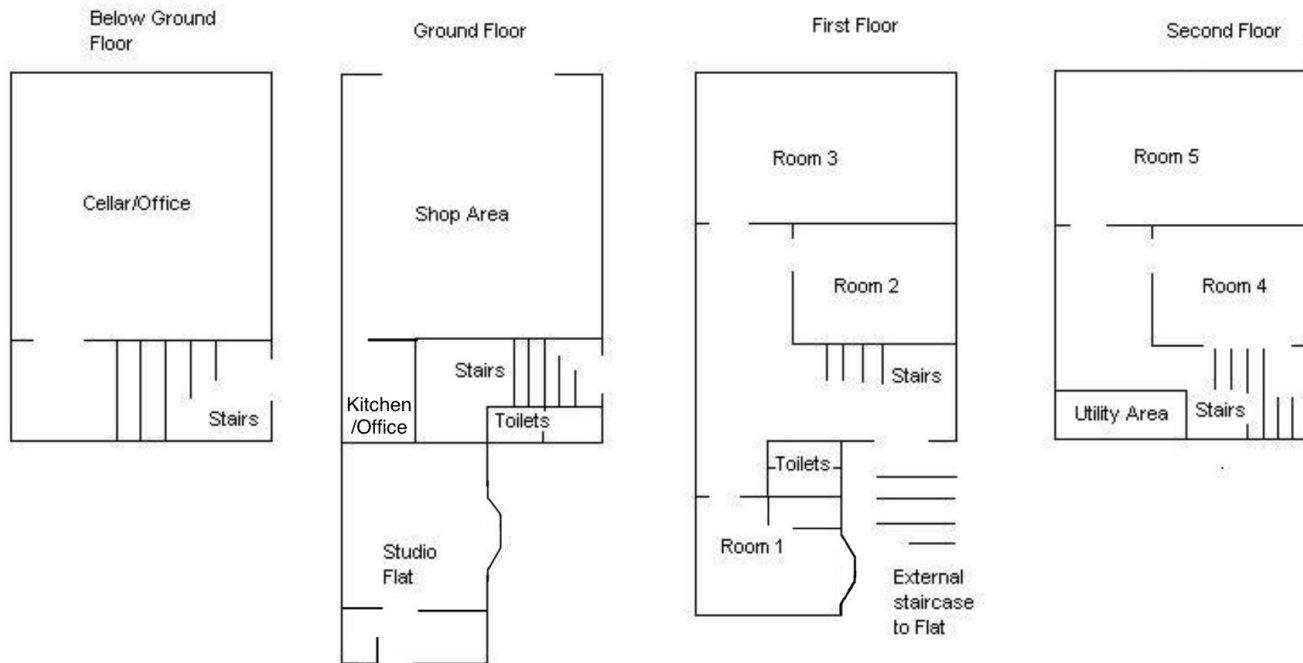 Below Ground
Floor
Cellar/Office
Stairs
Ground Floor
Shop Area
Stairs
Kitchen
/Office
Toilets
Studio
Flat
First Floor
Room 3
Room 2
Stairs
Toilets
Room 1
External
staircase
to Flat
Second Floor
Room 5
Room 4
Utility Area
Stairs